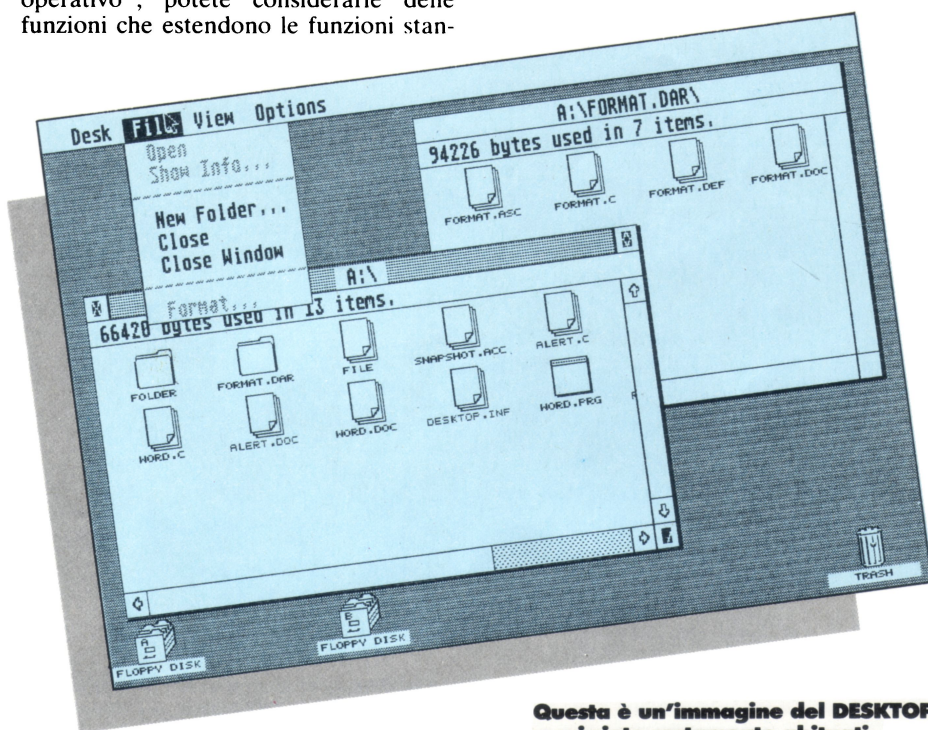 operativo", potete considerarle delle
funzioni che estendono le funzioni stan-
Desk File View Options
Open
Show Info...
New Folder...
Close
Close Window
Format...
A:\FORMAT.DAR\
94226 bytes used in 7 items.
FORMAT.ASC FORMAT.C FORMAT.DEF FORMAT.DOC
A:\
66428 bytes used in 13 items.
FOLDER FORMAT.DAR FILE SNAPSHOT.ACC ALERT.C
WORD.C ALERT.DOC WORD.DOC DESKTOP.INF WORD.PRG
A
FLOPPY DISK
B
FLOPPY DISK
TRASH
Questa è un'immagine del DESKTOP